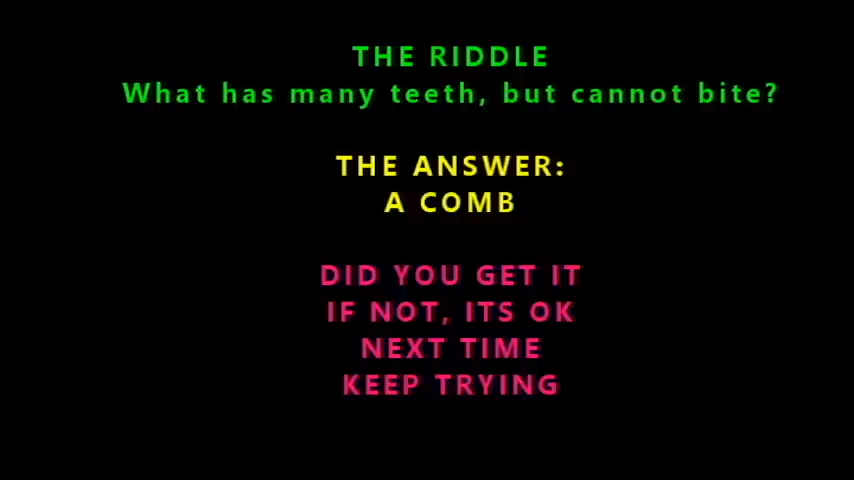 THE RIDDLE
What has many teeth, but cannot bite?
THE ANSWER:
A COMB
DID YOU GET IT
IF NOT, ITS OK
NEXT TIME
KEEP TRYING